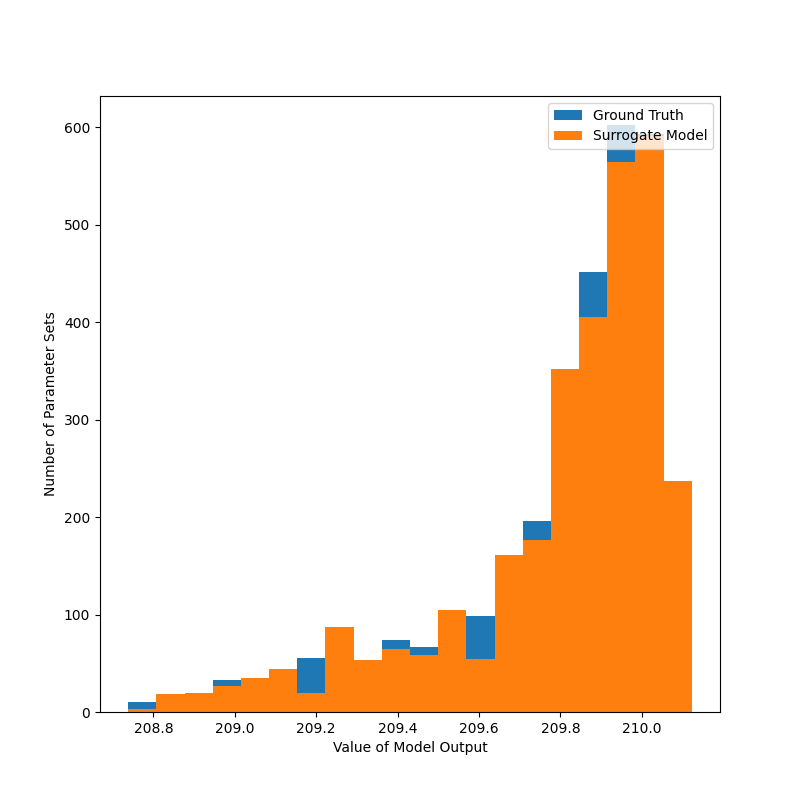 Ground Truth
Surrogate Model
600
500
400
300
200
100
0
Number of Parameter Sets
208.8 209.0 209.2 209.4 209.6 209.8 210.0
Value of Model Output